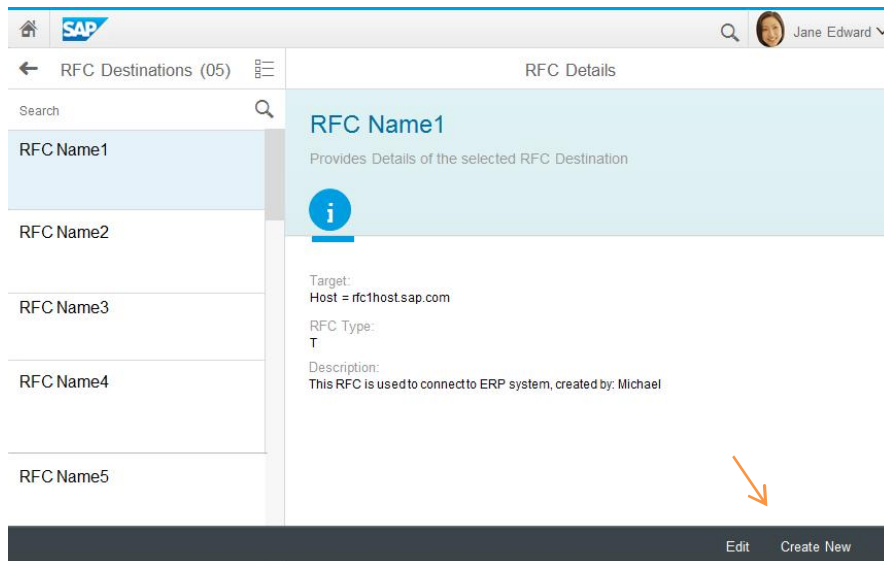 SAP
Jane Edward
RFC Destinations (05)
RFC Details
Search
RFC Name1
RFC Name2
RFC Name3
RFC Name4
RFC Name5
RFC Name1
Provides Details of the selected RFC Destination
i
Target:
Host = rfc1host.sap.com
RFC Type:
T
Description:
This RFC is used to connect to ERP system, created by: Michael
Edit Create New